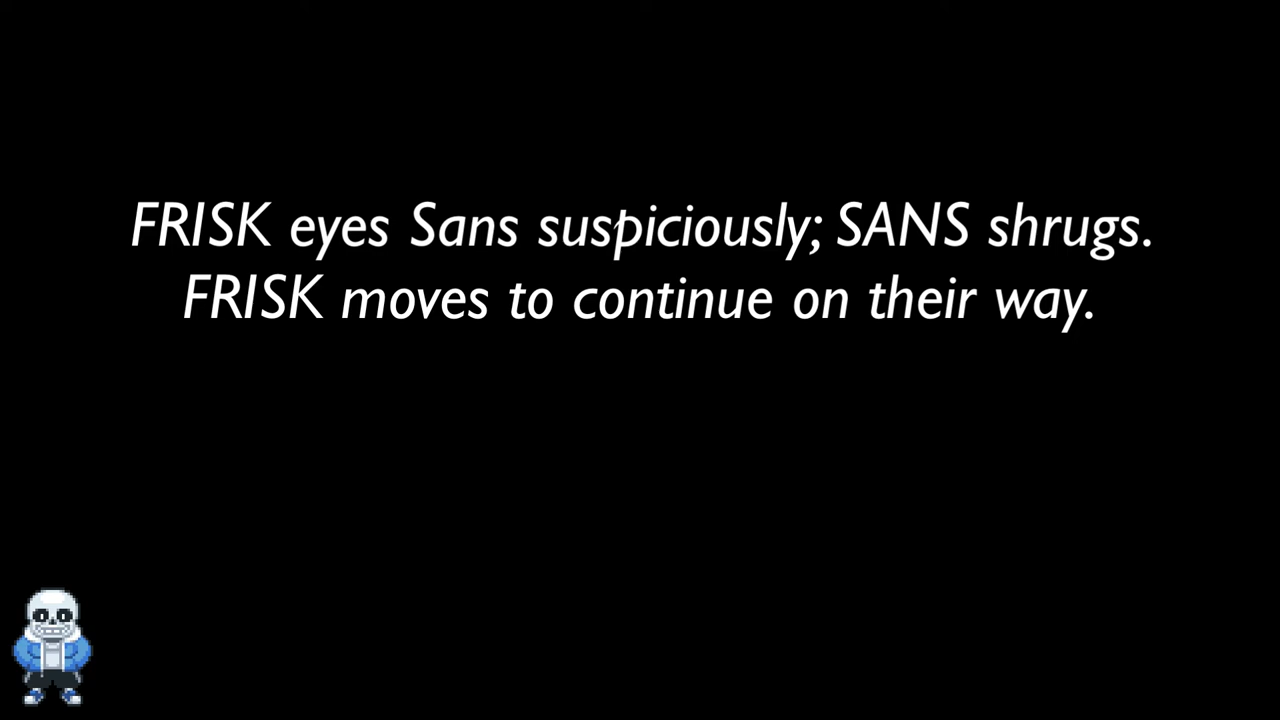 FRISK eyes Sans suspiciously; SANS shrugs.
FRISK moves to continue on their way.